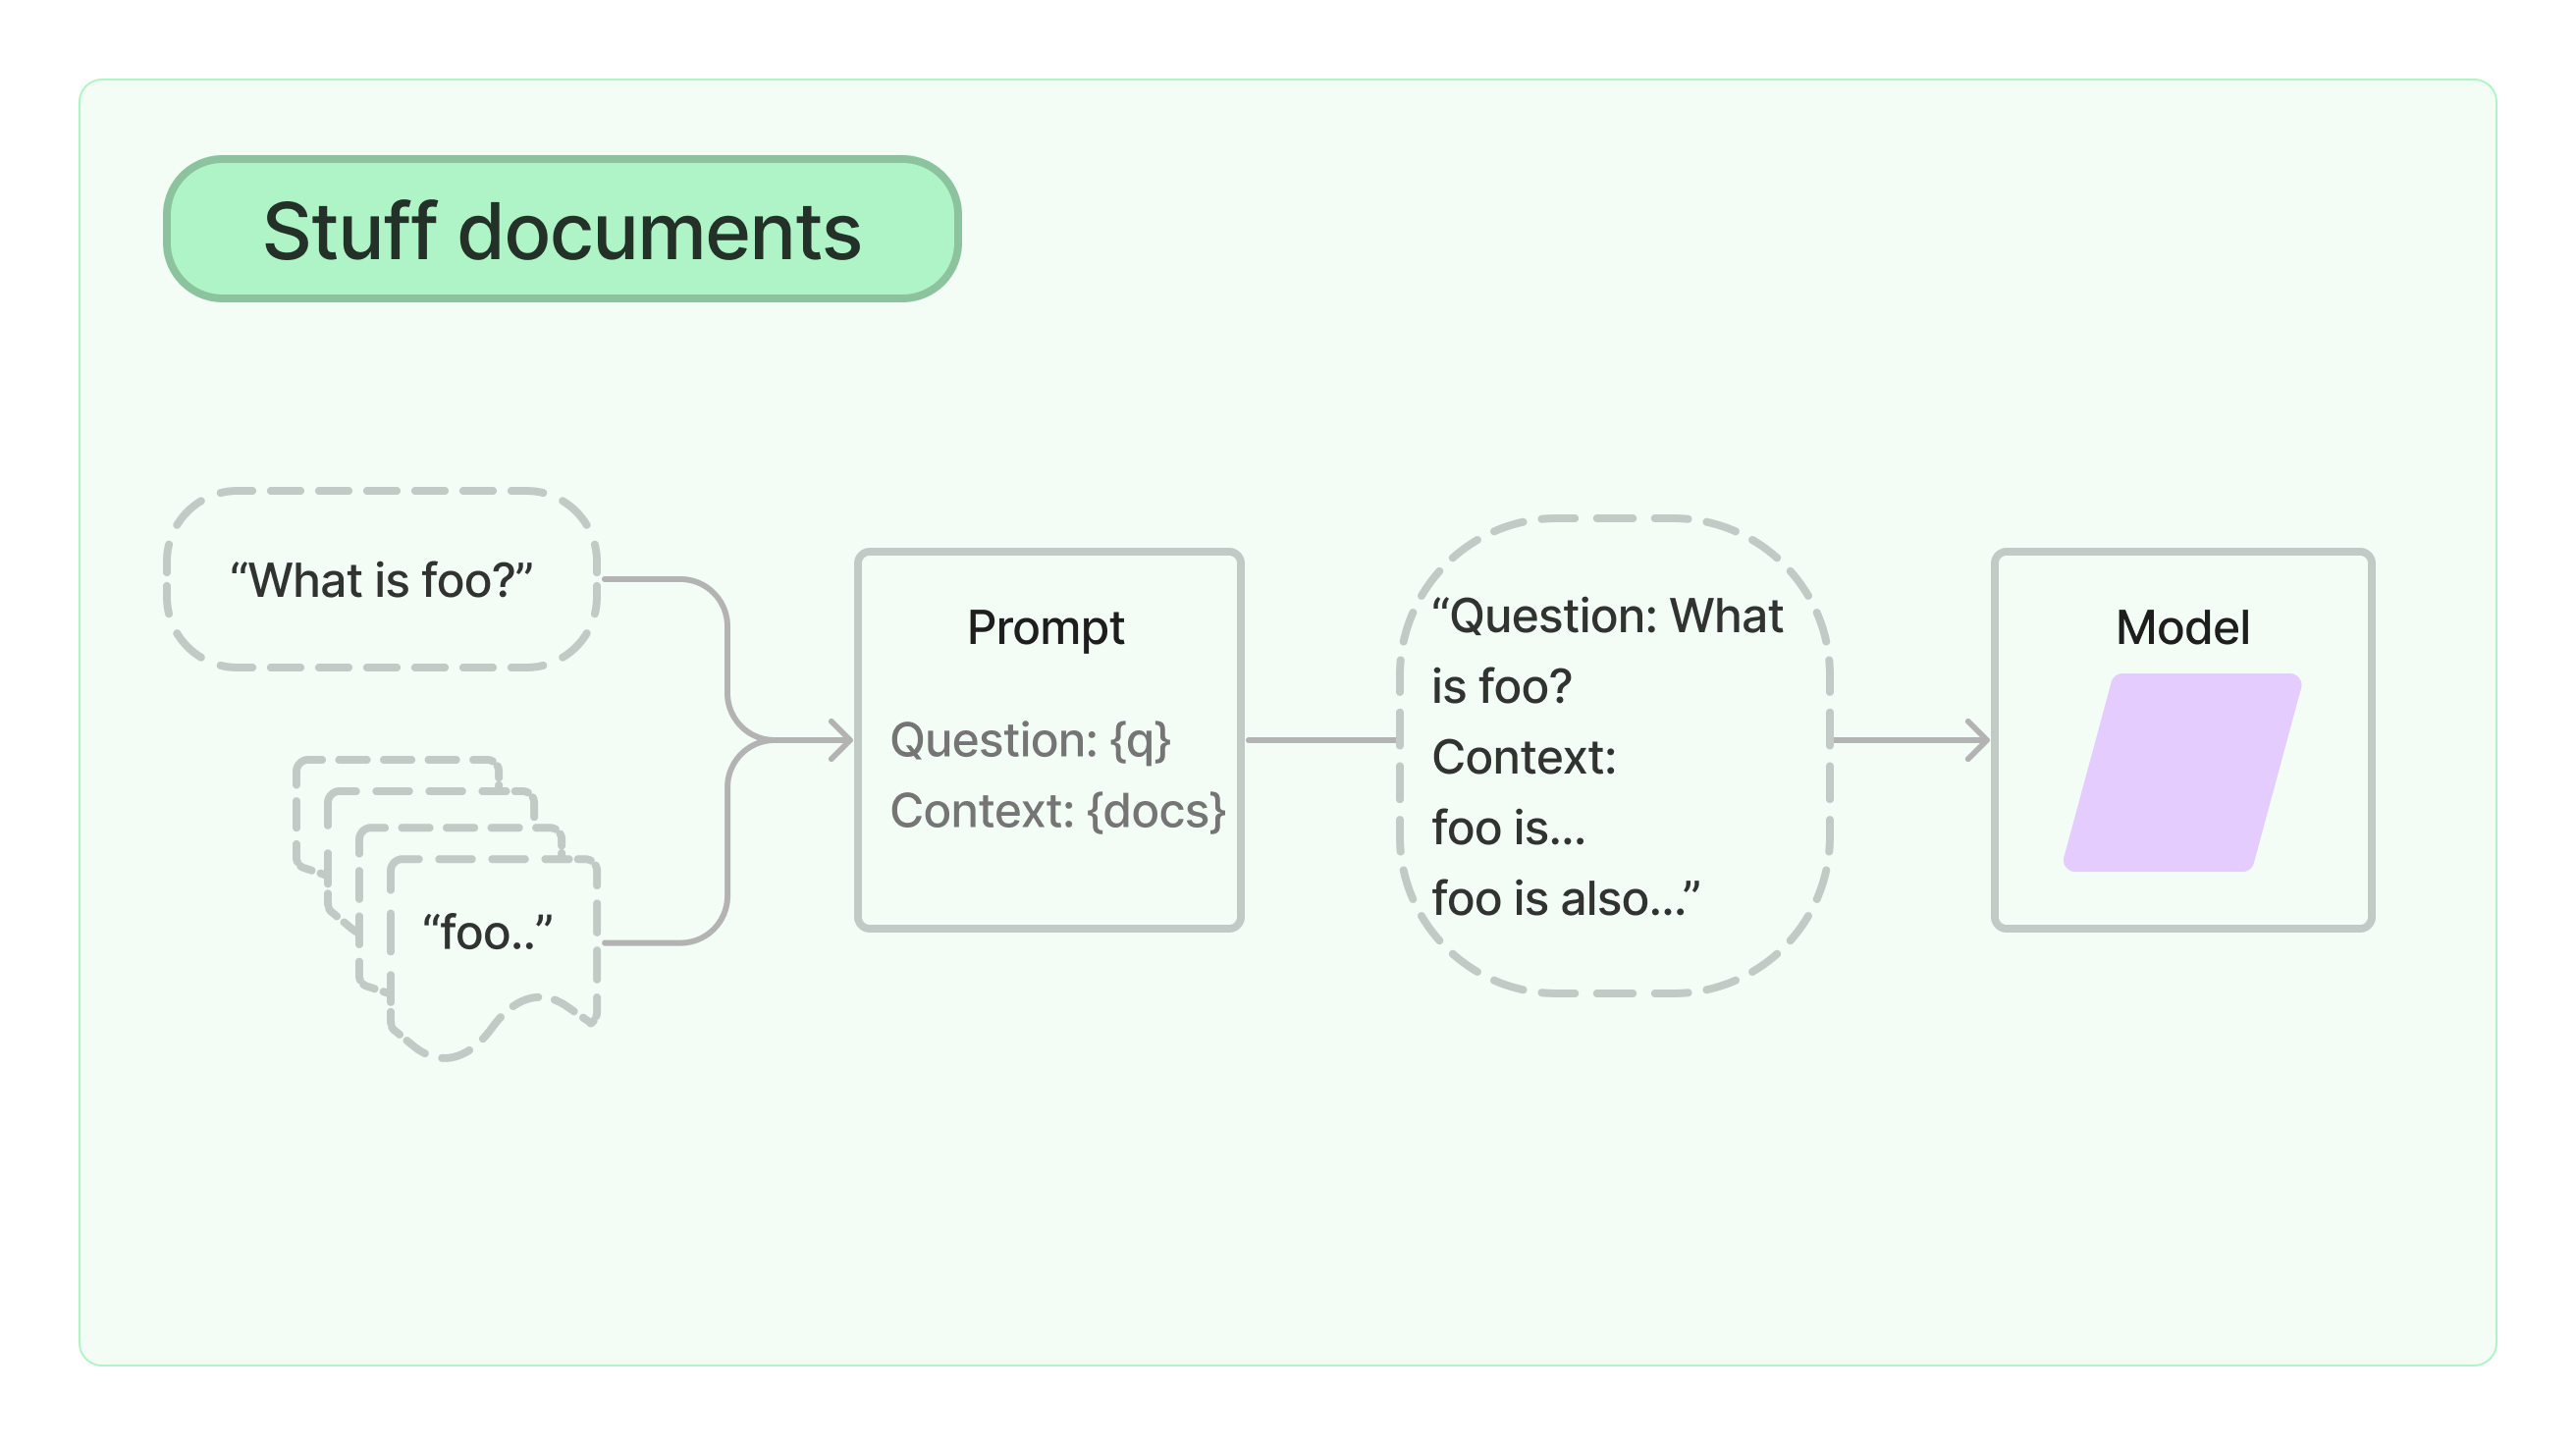 Stuff documents
“What is foo?”
“foo..”
Prompt
Question: {q}
Context: {docs}
“Question: What
is foo?
Context:
foo is...
foo is also...”
Model